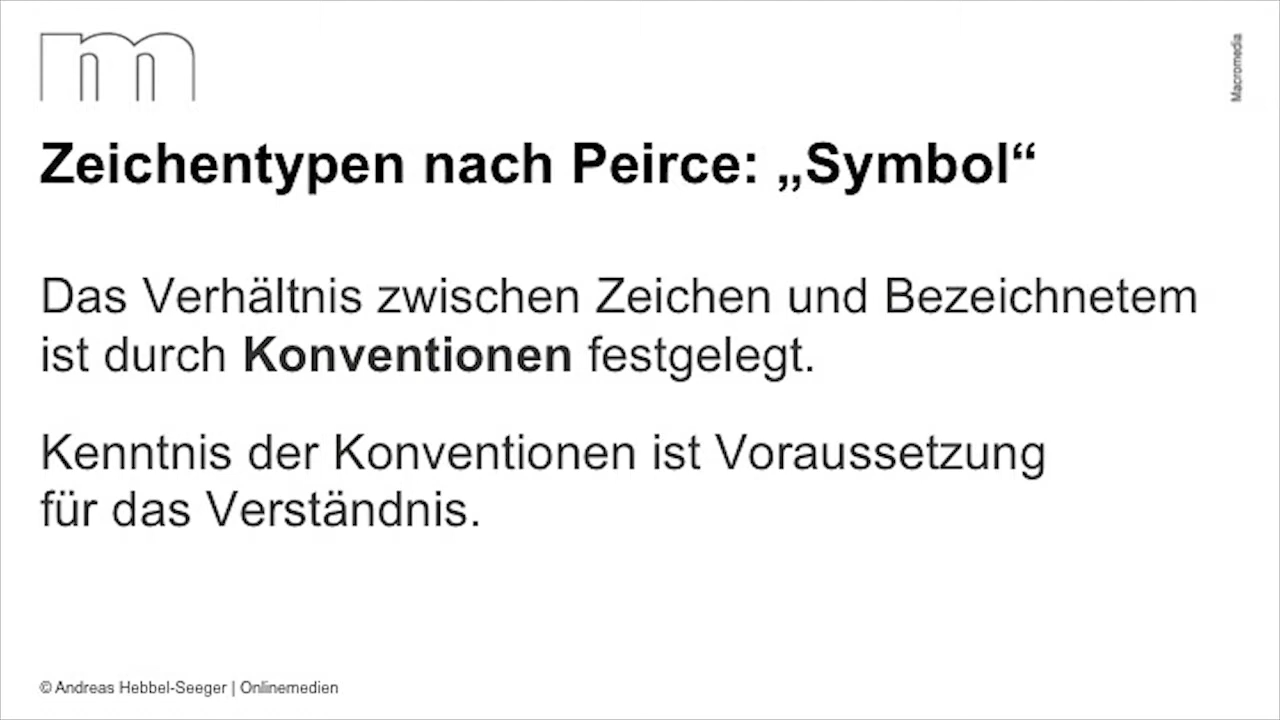 m
Macromedia
Zeichentypen nach Peirce: „Symbol“
Das Verhältnis zwischen Zeichen und Bezeichnetem
ist durch Konventionen festgelegt.
Kenntnis der Konventionen ist Voraussetzung
für das Verständnis.
© Andreas Hebbel-Seeger | Onlinemedien